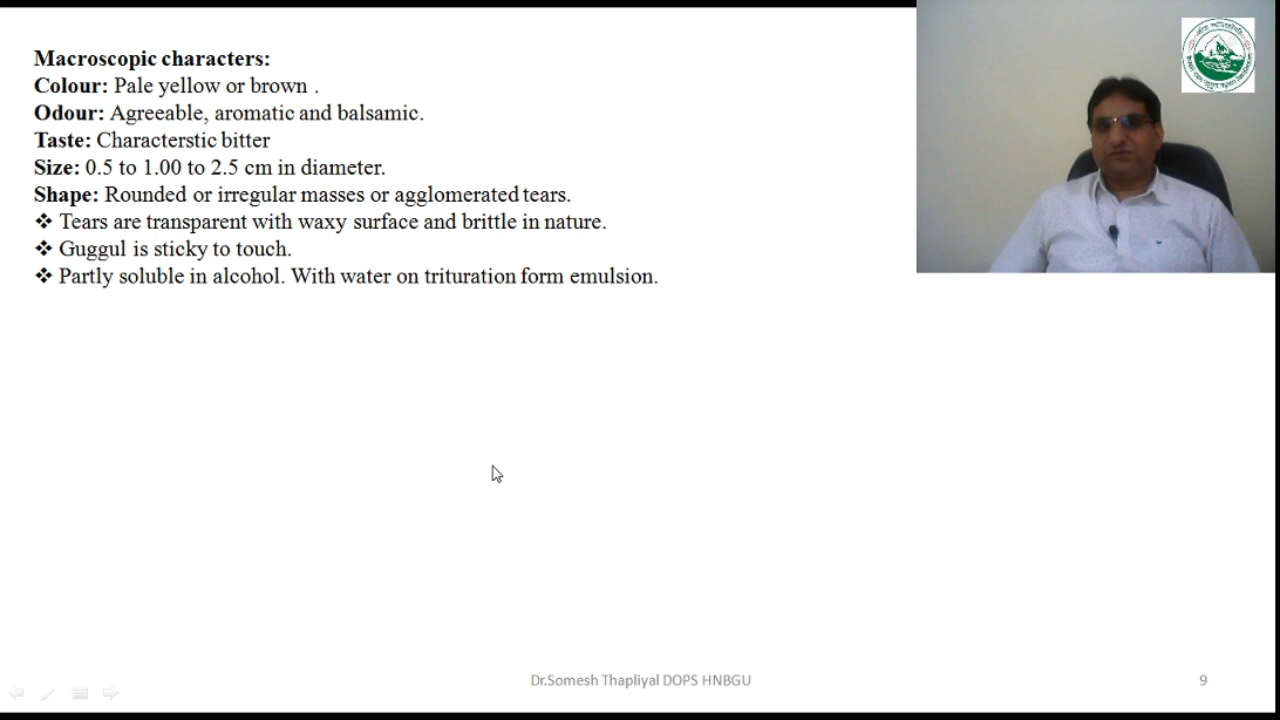 Macroscopic characters:
Colour: Pale yellow or brown .
Odour: Agreeable, aromatic and balsamic.
Taste: Characterstic bitter
Size: 0.5 to 1.00 to 2.5 cm in diameter.
Shape: Rounded or irregular masses or agglomerated tears.
❖ Tears are transparent with waxy surface and brittle in nature.
❖ Guggul is sticky to touch.
❖ Partly soluble in alcohol. With water on trituration form emulsion.
Dr.Somesh Thapliyal DOPS HNBGU
9